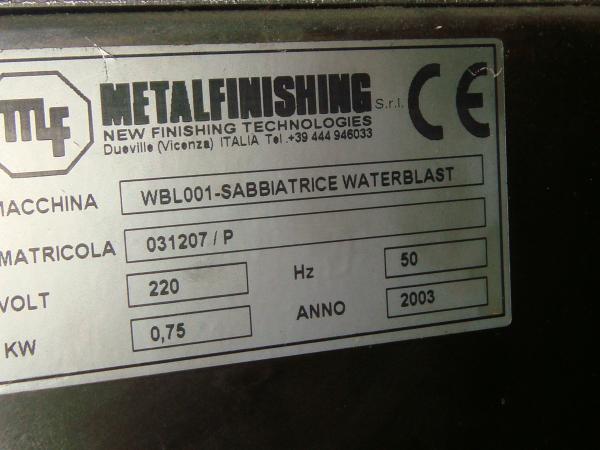 MF
METALFINISHING S.r.l. CE
NEW FINISHING TECHNOLOGIES
Dueville (Vicenza) ITALIA Tel.+39 444 946033
MACCHINA WBL001-SABBIATRICE WATERBLAST
MATRICOLA 031207 / P
VOLT 220 Hz 50
KW 0,75 ANNO 2003